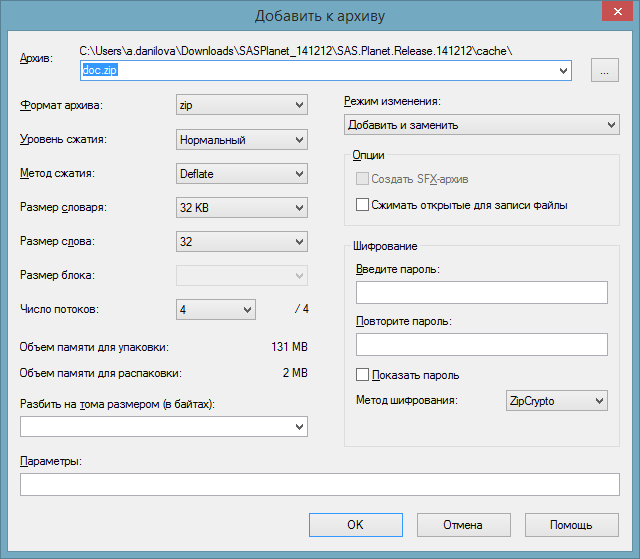 Добавить к архиву
Архив:
C:\Users\a.danilova\Downloads\SASPlanet_141212\SAS.Planet.Release.141212\cache\
doc.zip
...
Формат архива:
zip
Уровень сжатия:
Нормальный
Метод сжатия:
Deflate
Размер словаря:
32 KB
Размер слова:
32
Размер блока:
Число потоков:
4
/ 4
Объем памяти для упаковки:
131 MB
Объем памяти для распаковки:
2 MB
Разбить на тома размером (в байтах):
Режим изменения:
Добавить и заменить
Опции
Создать SFX-архив
Сжимать открытые для записи файлы
Шифрование
Введите пароль:
Повторите пароль:
Показать пароль
Метод шифрования:
ZipCrypto
Параметры:
OK
Отмена
Помощь